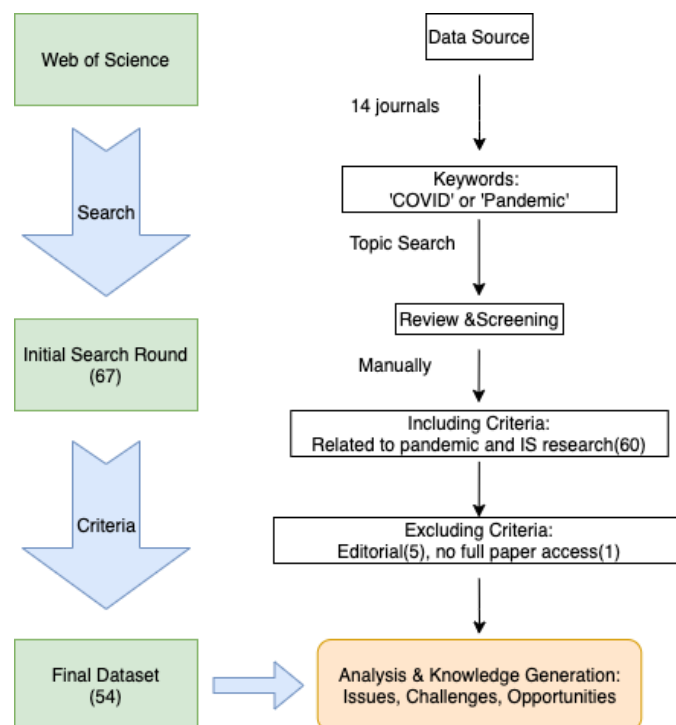 Web of Science
Data Source
14 journals
Keywords:
'COVID' or 'Pandemic'
Search
Topic Search
Review &Screening
Initial Search Round
(67)
Manually
Including Criteria:
Related to pandemic and IS research(60)
Criteria
Excluding Criteria:
Editorial(5), no full paper access(1)
Final Dataset
(54)
Analysis & Knowledge Generation:
Issues, Challenges, Opportunities